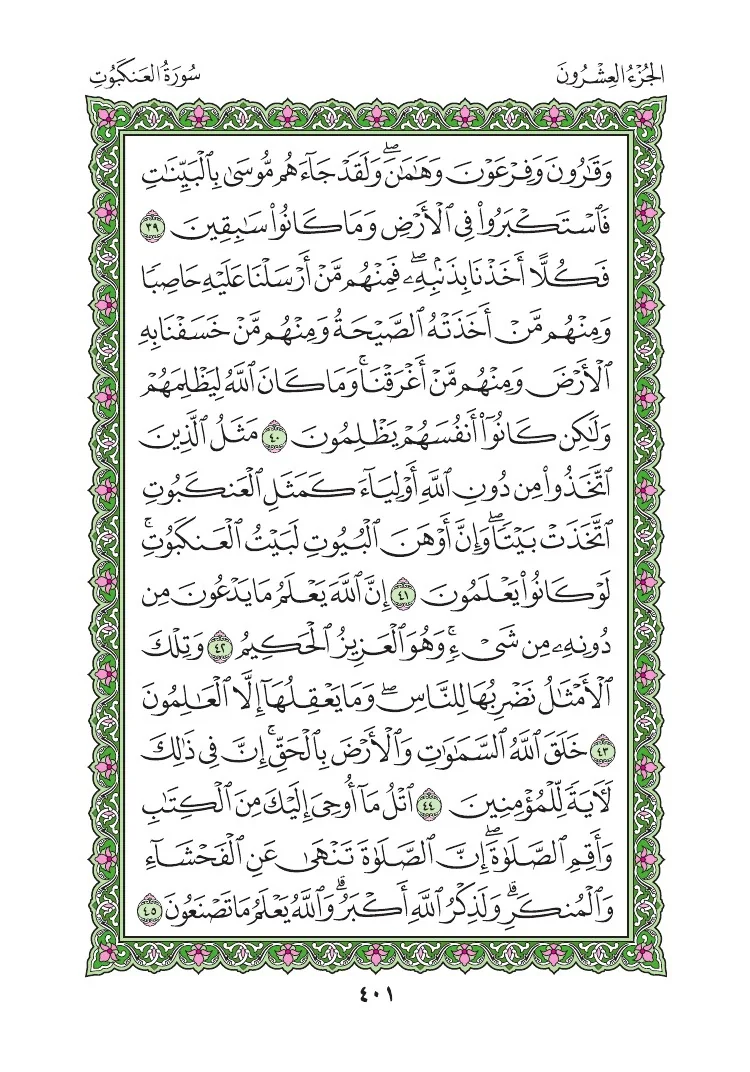 الجُزْءُ العِشْرُونَ
سُورَةُ العَنكَبُوتِ
وَقَٰرُونَ وَفِرْعَوْنَ وَهَٰمَٰنَۖ وَلَقَدْ جَآءَهُم مُّوسَىٰ بِٱلْبَيِّنَٰتِ
فَٱسْتَكْبَرُوا۟ فِى ٱلْأَرْضِ وَمَا كَانُوا۟ سَٰبِقِينَ ٣٩
فَكُلًّا أَخَذْنَا بِذَنۢبِهِۦۖ فَمِنْهُم مَّنْ أَرْسَلْنَا عَلَيْهِ حَاصِبًا
وَمِنْهُم مَّنْ أَخَذَتْهُ ٱلصَّيْحَةُ وَمِنْهُم مَّنْ خَسَفْنَا بِهِ
ٱلْأَرْضَ وَمِنْهُم مَّنْ أَغْرَقْنَاۚ وَمَا كَانَ ٱللَّهُ لِيَظْلِمَهُمْ
وَلَٰكِن كَانُوٓا۟ أَنفُسَهُمْ يَظْلِمُونَ ٤٠ مَثَلُ ٱلَّذِينَ
ٱتَّخَذُوا۟ مِن دُونِ ٱللَّهِ أَوْلِيَآءَ كَمَثَلِ ٱلْعَنكَبُوتِ
ٱتَّخَذَتْ بَيْتًاۖ وَإِنَّ أَوْهَنَ ٱلْبُيُوتِ لَبَيْتُ ٱلْعَنكَبُوتِۚ
لَوْ كَانُوا۟ يَعْلَمُونَ ٤١ إِنَّ ٱللَّهَ يَعْلَمُ مَا يَدْعُونَ مِن
دُونِهِۦ مِن شَىْءٍۚ وَهُوَ ٱلْعَزِيزُ ٱلْحَكِيمُ ٤٢ وَتِلْكَ
ٱلْأَمْثَٰلُ نَضْرِبُهَا لِلنَّاسِۖ وَمَا يَعْقِلُهَآ إِلَّا ٱلْعَٰلِمُونَ
٤٣ خَلَقَ ٱللَّهُ ٱلسَّمَٰوَٰتِ وَٱلْأَرْضَ بِٱلْحَقِّۚ إِنَّ فِى ذَٰلِكَ
لَءَايَةً لِّلْمُؤْمِنِينَ ٤٤ ٱتْلُ مَآ أُوحِىَ إِلَيْكَ مِنَ ٱلْكِتَٰبِ
وَأَقِمِ ٱلصَّلَوٰةَۖ إِنَّ ٱلصَّلَوٰةَ تَنْهَىٰ عَنِ ٱلْفَحْشَآءِ
وَٱلْمُنكَرِۗ وَلَذِكْرُ ٱللَّهِ أَكْبَرُۗ وَٱللَّهُ يَعْلَمُ مَا تَصْنَعُونَ ٤٥
٤٠١